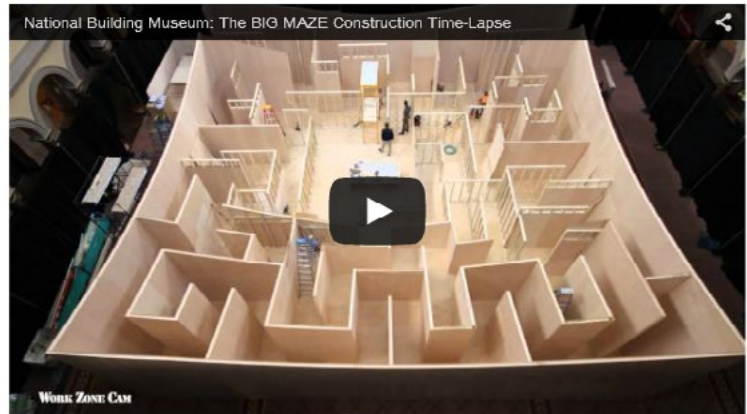 National Building Museum: The BIG MAZE Construction Time-Lapse
WORK ZONE CAM